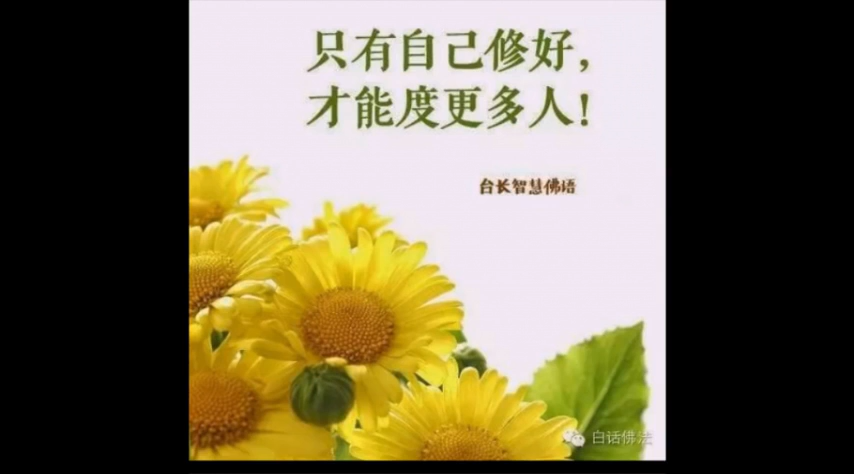 只有自己修好，
才能度更多人！
台长智慧佛语
白话佛法